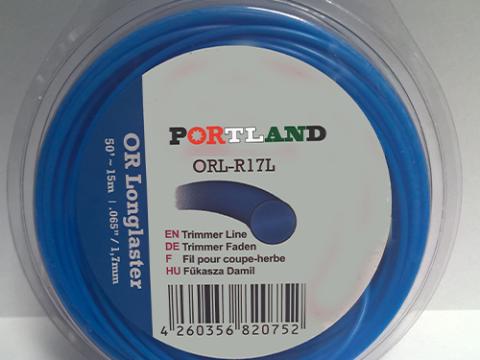 PORTLAND
ORL-R17L
OR Longlaster
50' ~ 15m | .065" / 1,7mm
EN Trimmer Line
DE Trimmer Faden
F Fil pour coupe-herbe
HU Fűkasza Damil
4 260356 820752